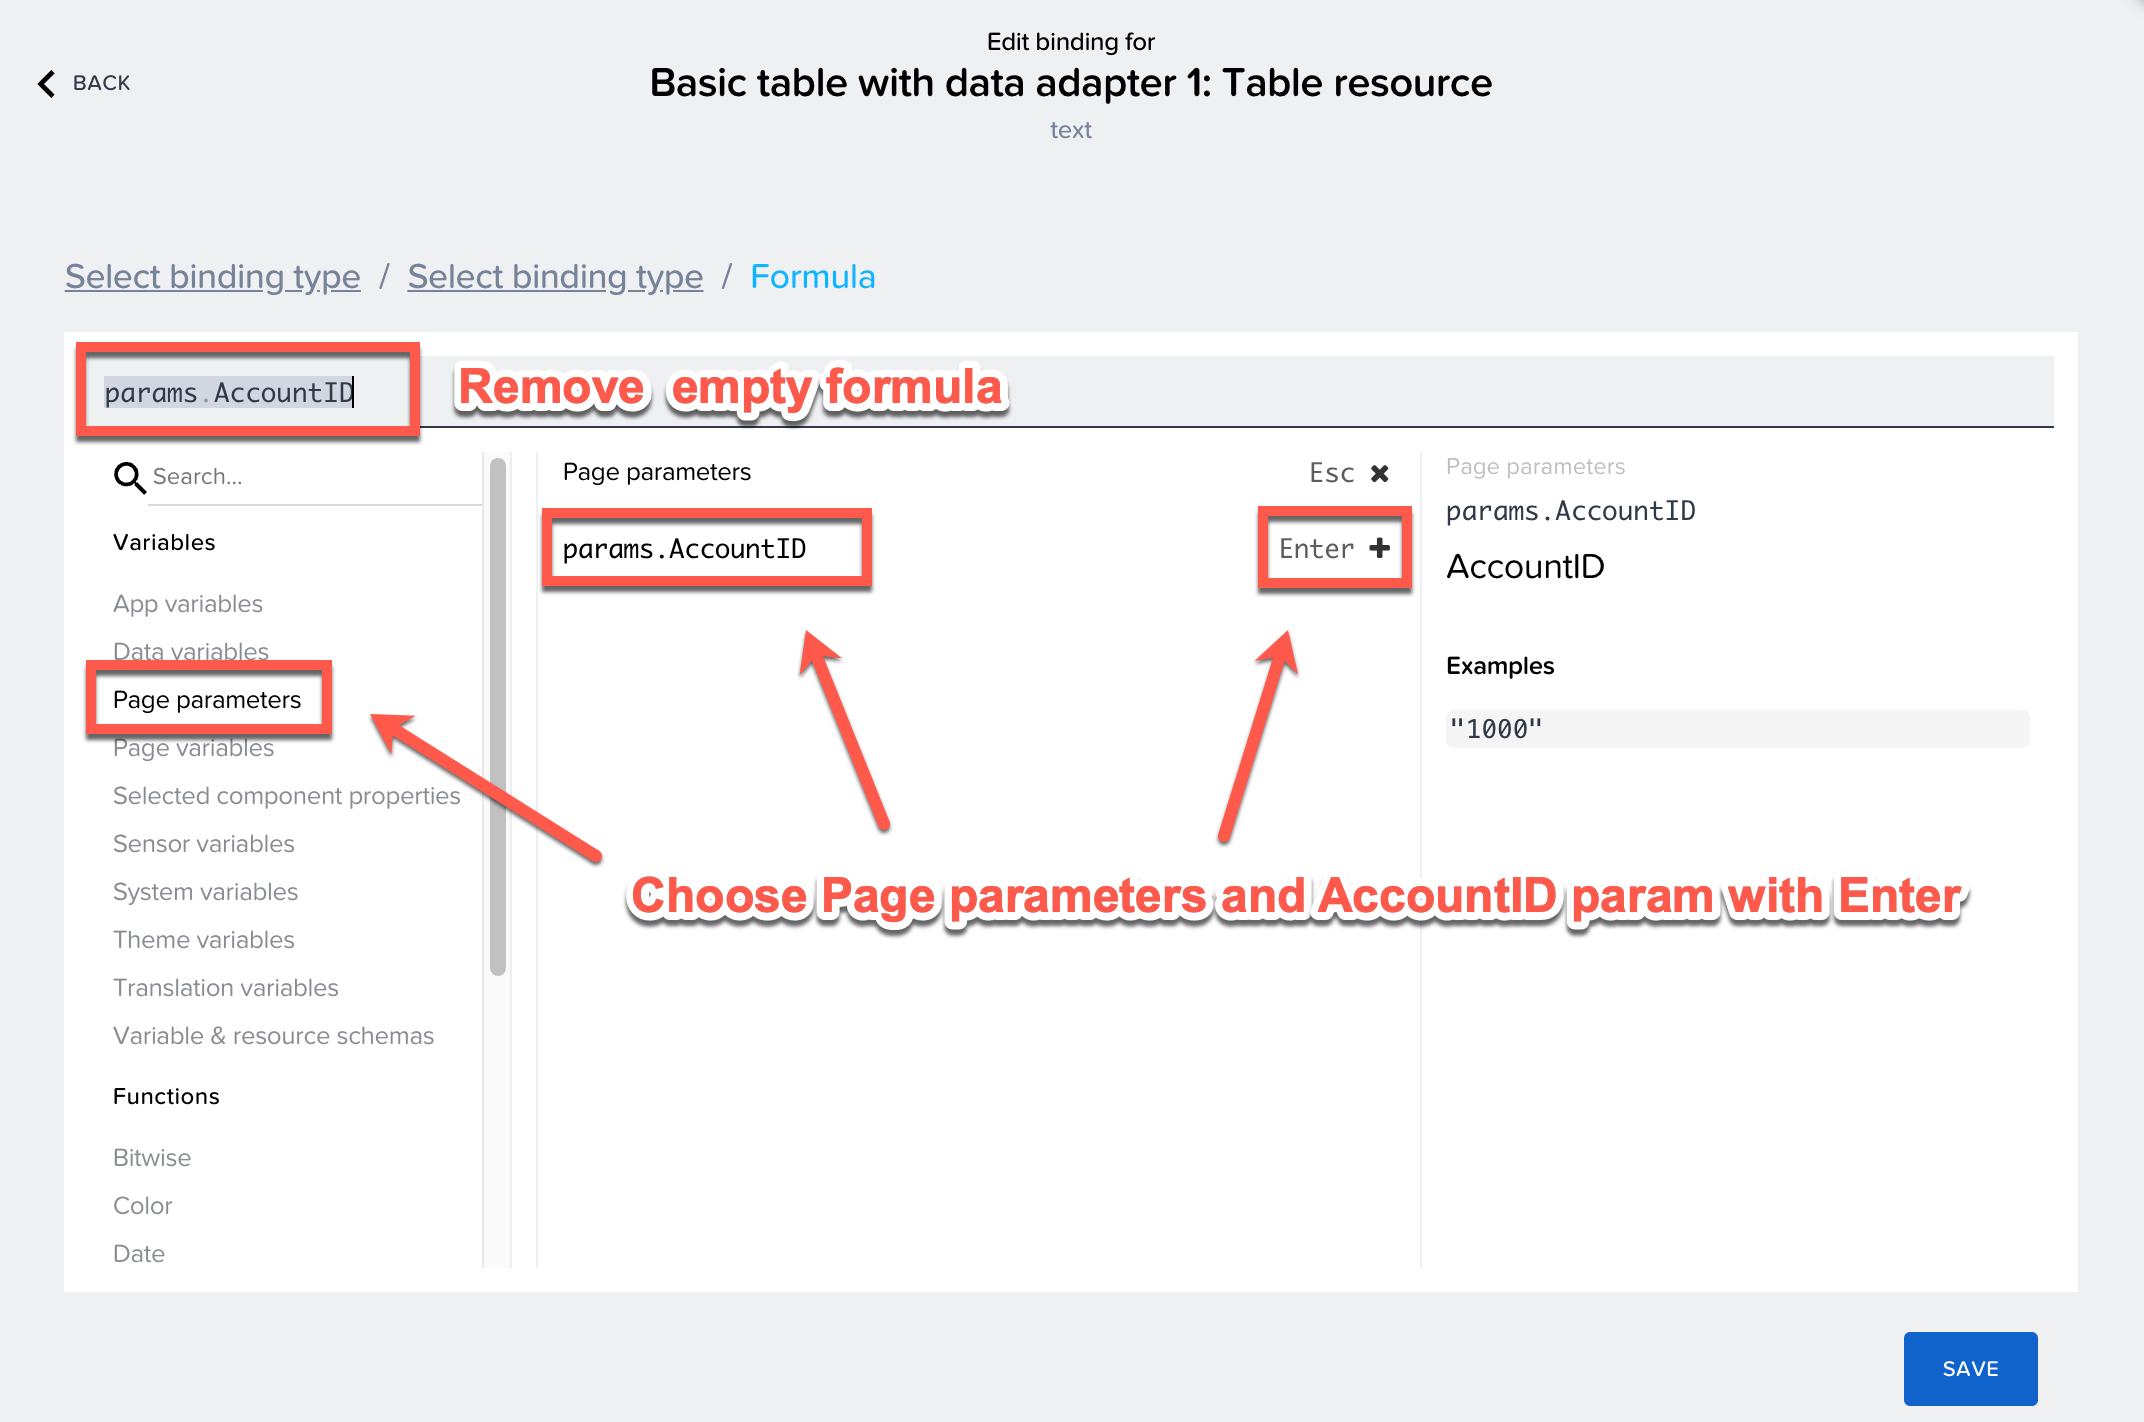 Edit binding for
BACK
Basic table with data adapter 1: Table resource
text
Select binding type / Select binding type / Formula
params.AccountID
Remove empty formula
Search...
Variables
App variables
Data variables
Page parameters
Page variables
Selected component properties
Sensor variables
System variables
Theme variables
Translation variables
Variable & resource schemas
Functions
Bitwise
Color
Date
Page parameters
Esc ✖
params.AccountID
Enter ✚
Page parameters
params.AccountID
AccountID
Examples
"1000"
Choose Page parameters and AccountID param with Enter
SAVE